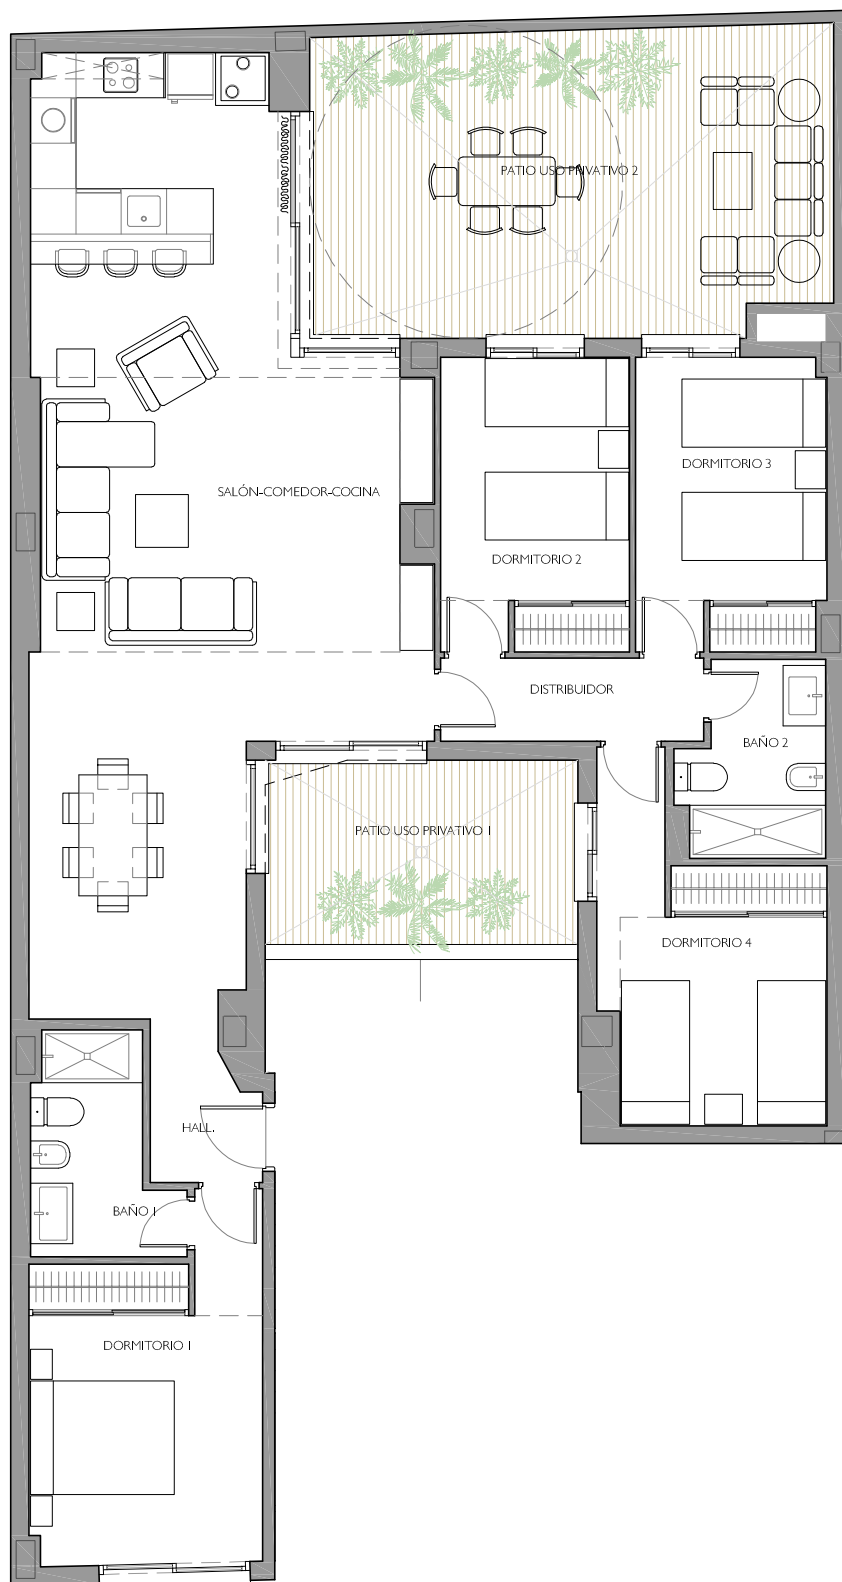 PATIO USO PRIVATIVO 2
DORMITORIO 3
SALÓN-COMEDOR-COCINA
DORMITORIO 2
DISTRIBUIDOR
BAÑO 2
PATIO USO PRIVATIVO 1
DORMITORIO 4
HALL.
BAÑO 1
DORMITORIO 1